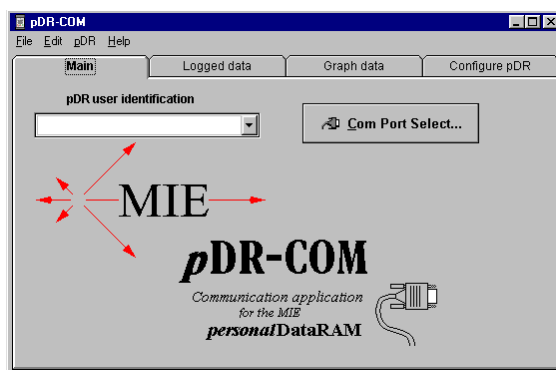 pDR-COM
File Edit pDR Help
Main Logged data Graph data Configure pDR
pDR user identification
Com Port Select...
MIE
pDR-COM
Communication application
for the MIE
personalDataRAM